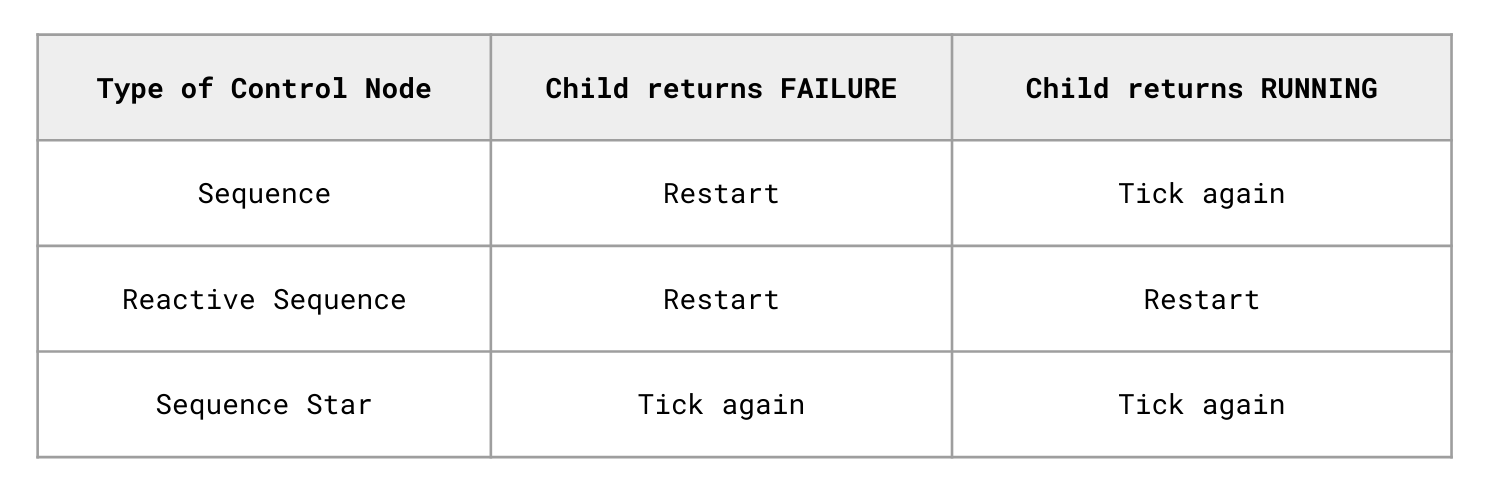 Type of Control Node Child returns FAILURE Child returns RUNNING
Sequence Restart Tick again
Reactive Sequence Restart Restart
Sequence Star Tick again Tick again